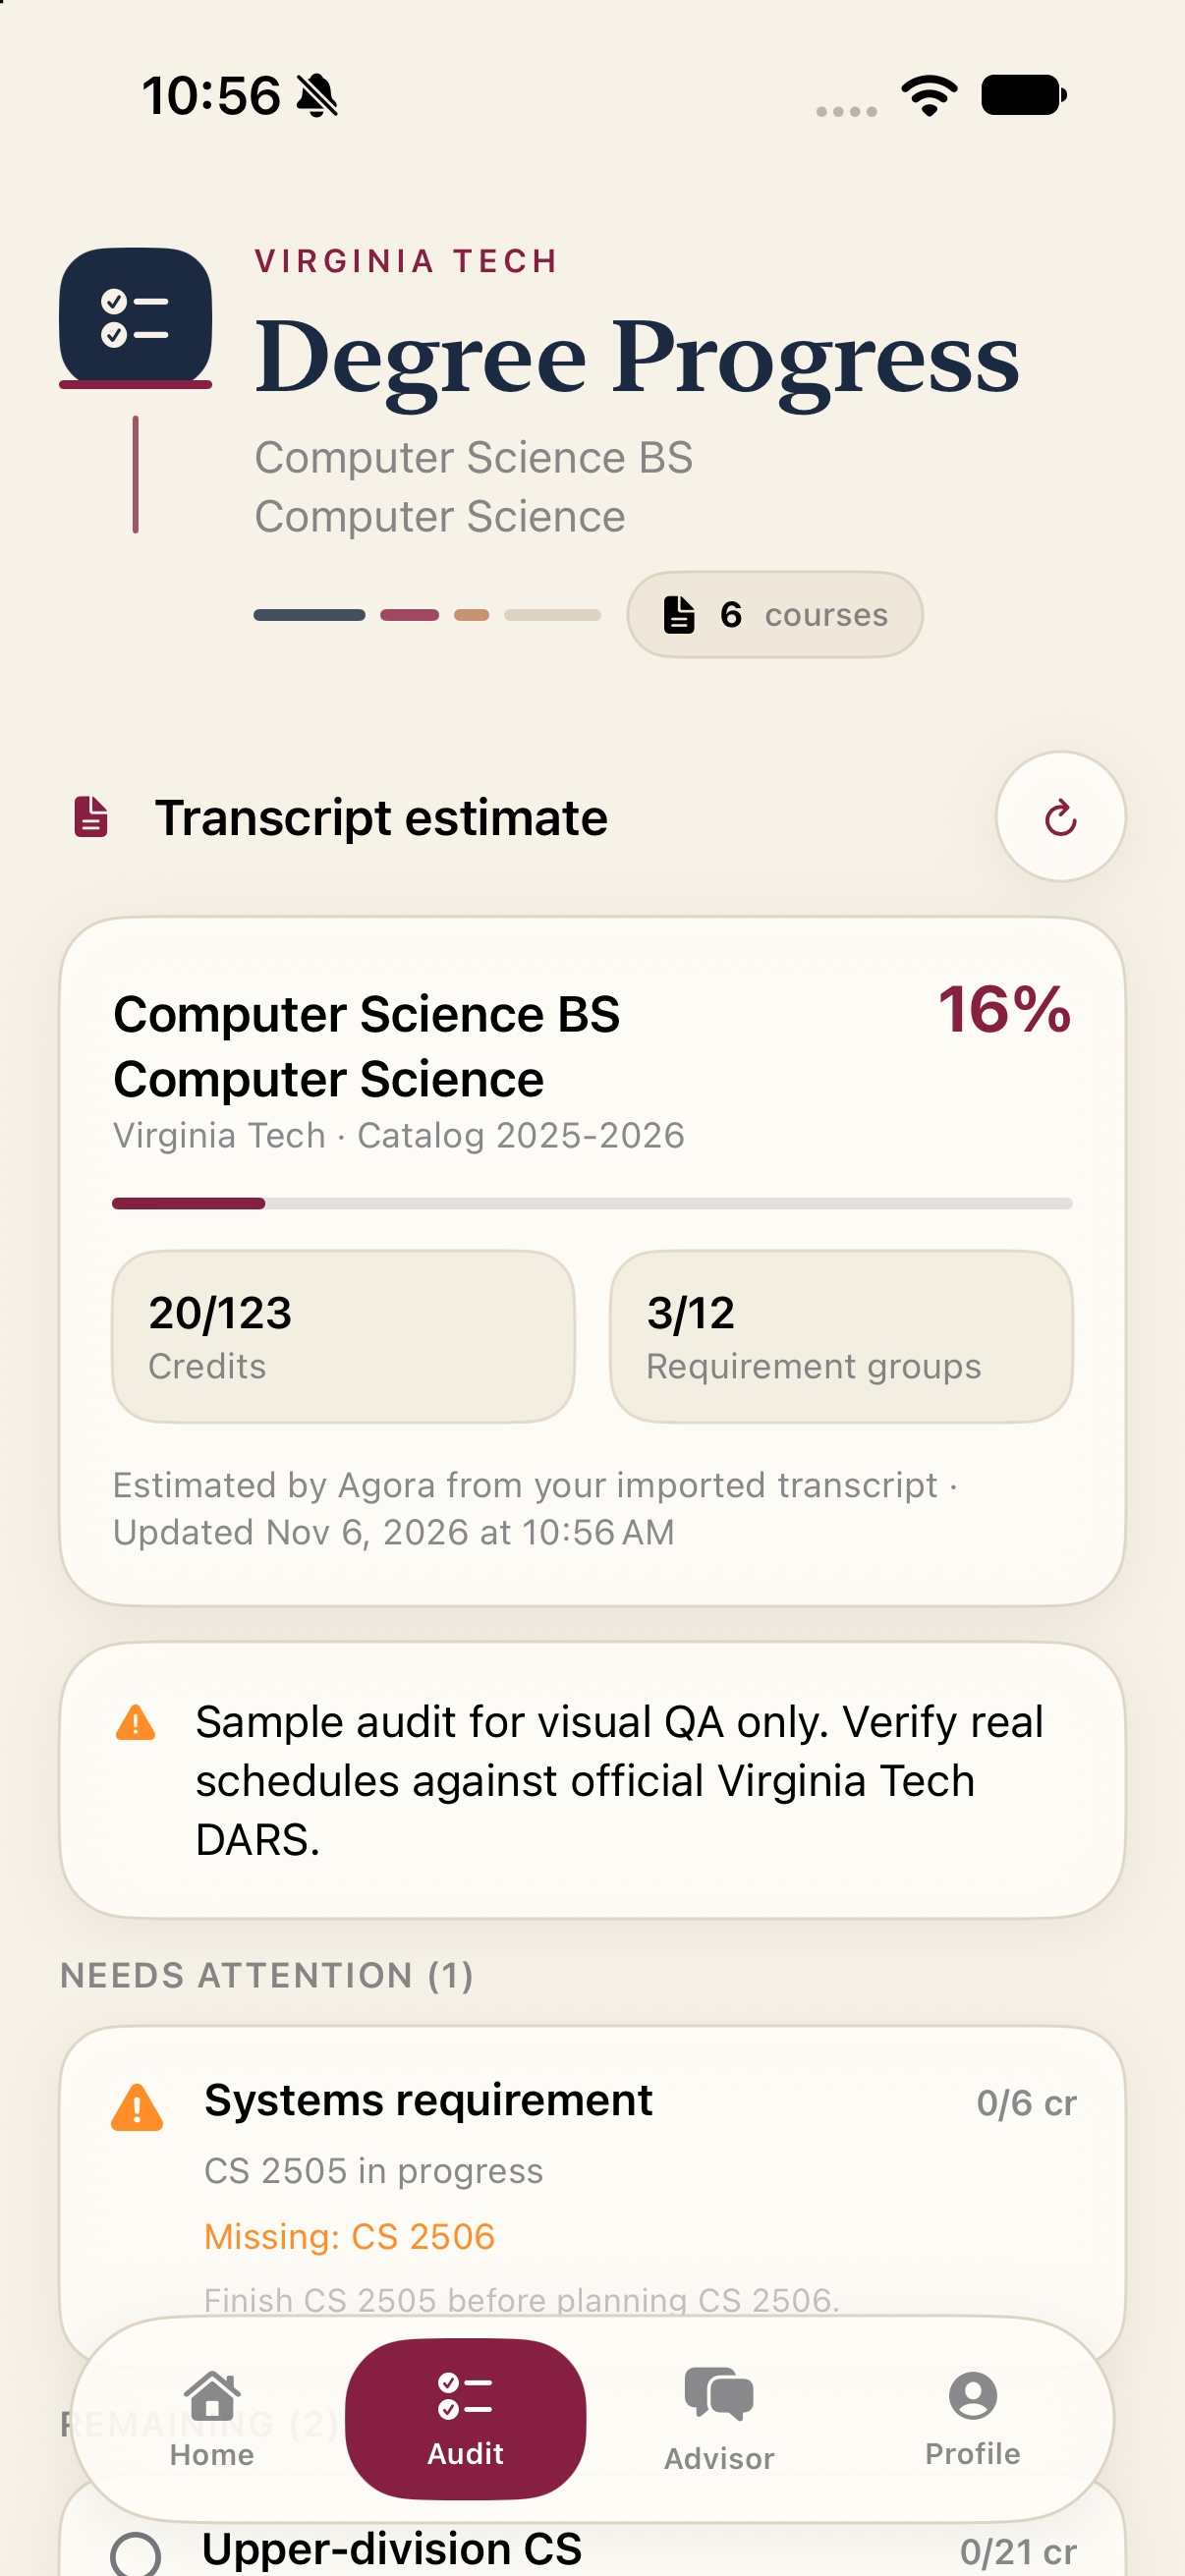 10:56
VIRGINIA TECH
Degree Progress
Computer Science BS
Computer Science
6 courses
Transcript estimate
Computer Science BS
Computer Science
16%
Virginia Tech · Catalog 2025-2026
20/123
Credits
3/12
Requirement groups
Estimated by Agora from your imported transcript ·
Updated Nov 6, 2026 at 10:56 AM
Sample audit for visual QA only. Verify real
schedules against official Virginia Tech
DARS.
NEEDS ATTENTION (1)
Systems requirement
0/6 cr
CS 2505 in progress
Missing: CS 2506
Finish CS 2505 before planning CS 2506.
REMAINING (2)
Home
Audit
Advisor
Profile
Upper-division CS
0/21 cr